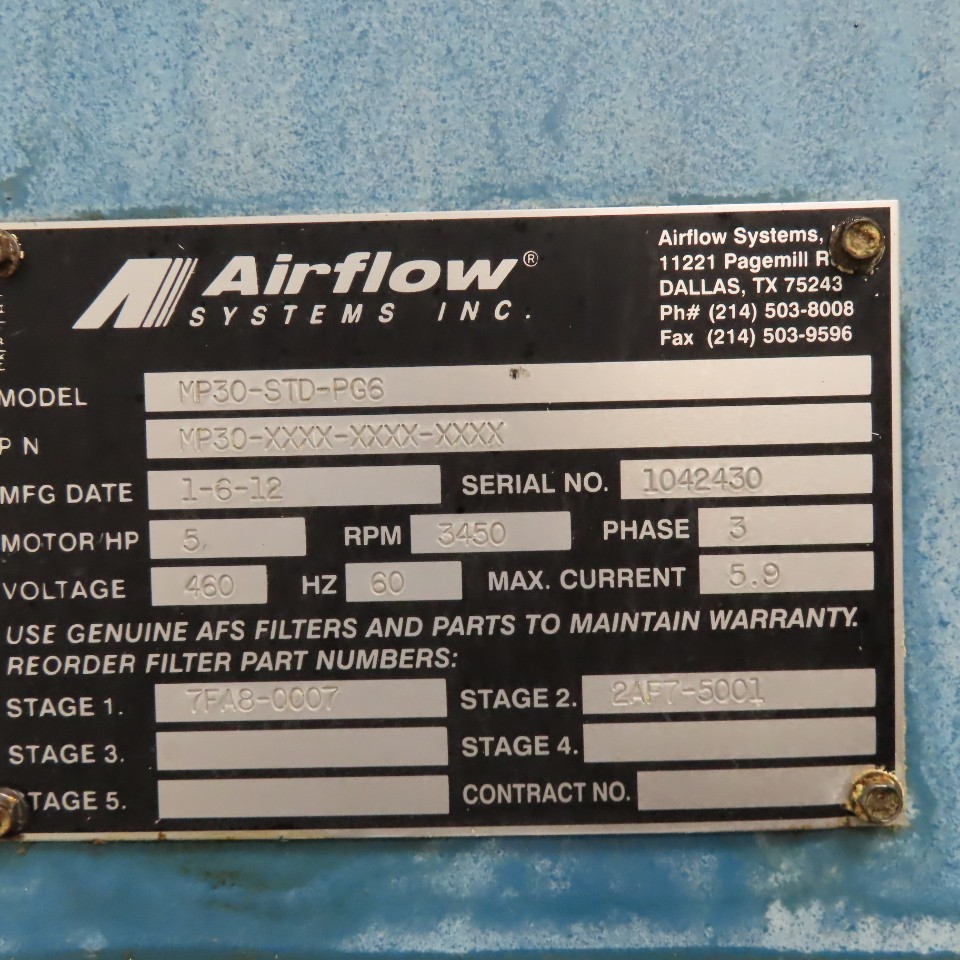 Airflow®
SYSTEMS INC.
Airflow Systems,
11221 Pagemill R
DALLAS, TX 75243
Ph# (214) 503-8008
Fax (214) 503-9596
MODEL MP30-STD-PG6
P N MP30-XXXX-XXXX-XXXX
MFG DATE 1-6-12 SERIAL NO. 1042430
MOTOR HP 5, RPM 3450 PHASE 3
VOLTAGE 460 HZ 60 MAX. CURRENT 5.9
USE GENUINE AFS FILTERS AND PARTS TO MAINTAIN WARRANTY.
REORDER FILTER PART NUMBERS:
STAGE 1. 7FA8-0007 STAGE 2. 2AF7-5001
STAGE 3. STAGE 4.
TAGE 5. CONTRACT NO.